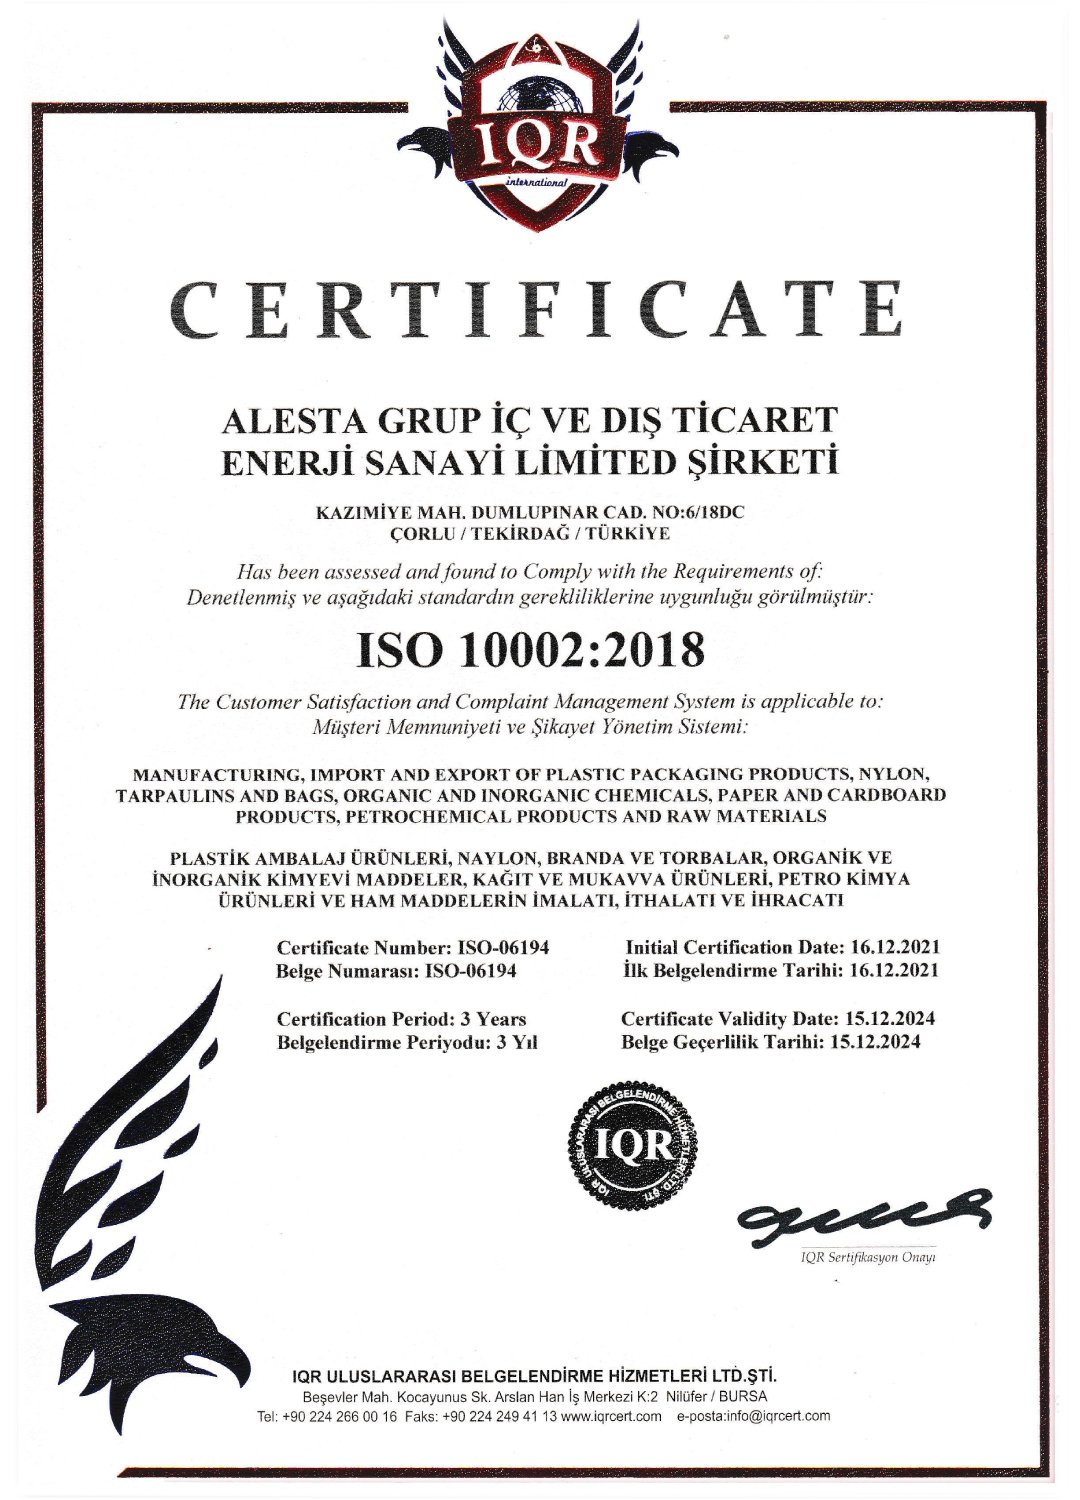 IQR
international
CERTIFICATE
ALESTA GRUP İÇ VE DIŞ TİCARET
ENERJİ SANAYİ LİMİTED ŞİRKETİ
KAZIMİYE MAH. DUMLUPINAR CAD. NO:6/18DC
ÇORLU / TEKİRDAĞ / TÜRKİYE
Has been assessed and found to Comply with the Requirements of:
Denetlenmiş ve aşağıdaki standardın gerekliliklerine uygunluğu görülmüştür:
ISO 10002:2018
The Customer Satisfaction and Complaint Management System is applicable to:
Müşteri Memnuniyeti ve Şikayet Yönetim Sistemi:
MANUFACTURING, IMPORT AND EXPORT OF PLASTIC PACKAGING PRODUCTS, NYLON,
TARPAULINS AND BAGS, ORGANIC AND INORGANIC CHEMICALS, PAPER AND CARDBOARD
PRODUCTS, PETROCHEMICAL PRODUCTS AND RAW MATERIALS
PLASTİK AMBALAJ ÜRÜNLERİ, NAYLON, BRANDA VE TORBALAR, ORGANİK VE
İNORGANİK KİMYEVİ MADDELER, KAĞIT VE MUKAVVA ÜRÜNLERİ, PETRO KİMYA
ÜRÜNLERİ VE HAM MADDELERİN İMALATI, İTHALATI VE İHRACATI
Certificate Number: ISO-06194 Initial Certification Date: 16.12.2021
Belge Numarası: ISO-06194 İlk Belgelendirme Tarihi: 16.12.2021
Certification Period: 3 Years Certificate Validity Date: 15.12.2024
Belgelendirme Periyodu: 3 Yıl Belge Geçerlilik Tarihi: 15.12.2024
IQR ULUSLARARASI BELGELENDİRME HİZMETLERİ LTD. ŞTİ
IQR
IQR Sertifikasyon Onayı
IQR ULUSLARARASI BELGELENDİRME HİZMETLERİ LTD.ŞTİ.
Beşevler Mah. Kocayunus Sk. Arslan Han İş Merkezi K:2 Nilüfer / BURSA
Tel: +90 224 266 00 16 Faks: +90 224 249 41 13 www.iqrcert.com e-posta:info@iqrcert.com